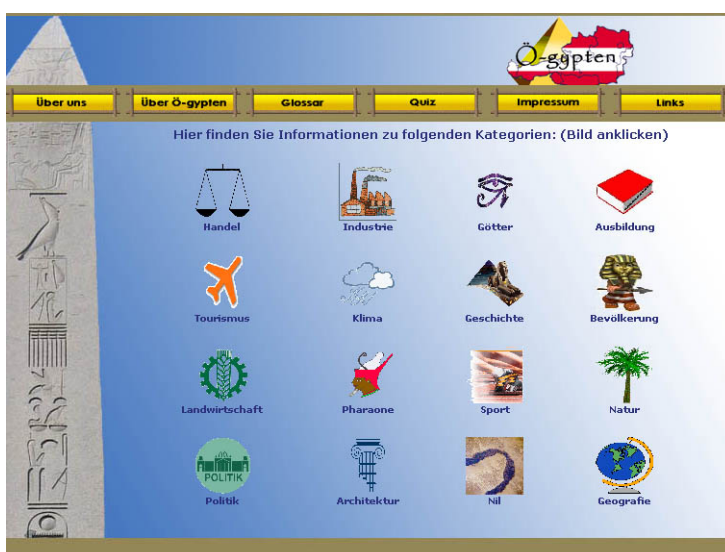 Ö-gypten
Über uns
Über Ö-gypten
Glossar
Quiz
Impressum
Links
Hier finden Sie Informationen zu folgenden Kategorien: (Bild anklicken)
Handel
Industrie
Götter
Ausbildung
Tourismus
Klima
Geschichte
Bevölkerung
Landwirtschaft
Pharaone
Sport
Natur
POLITIK
Politik
Architektur
Nil
Geografie